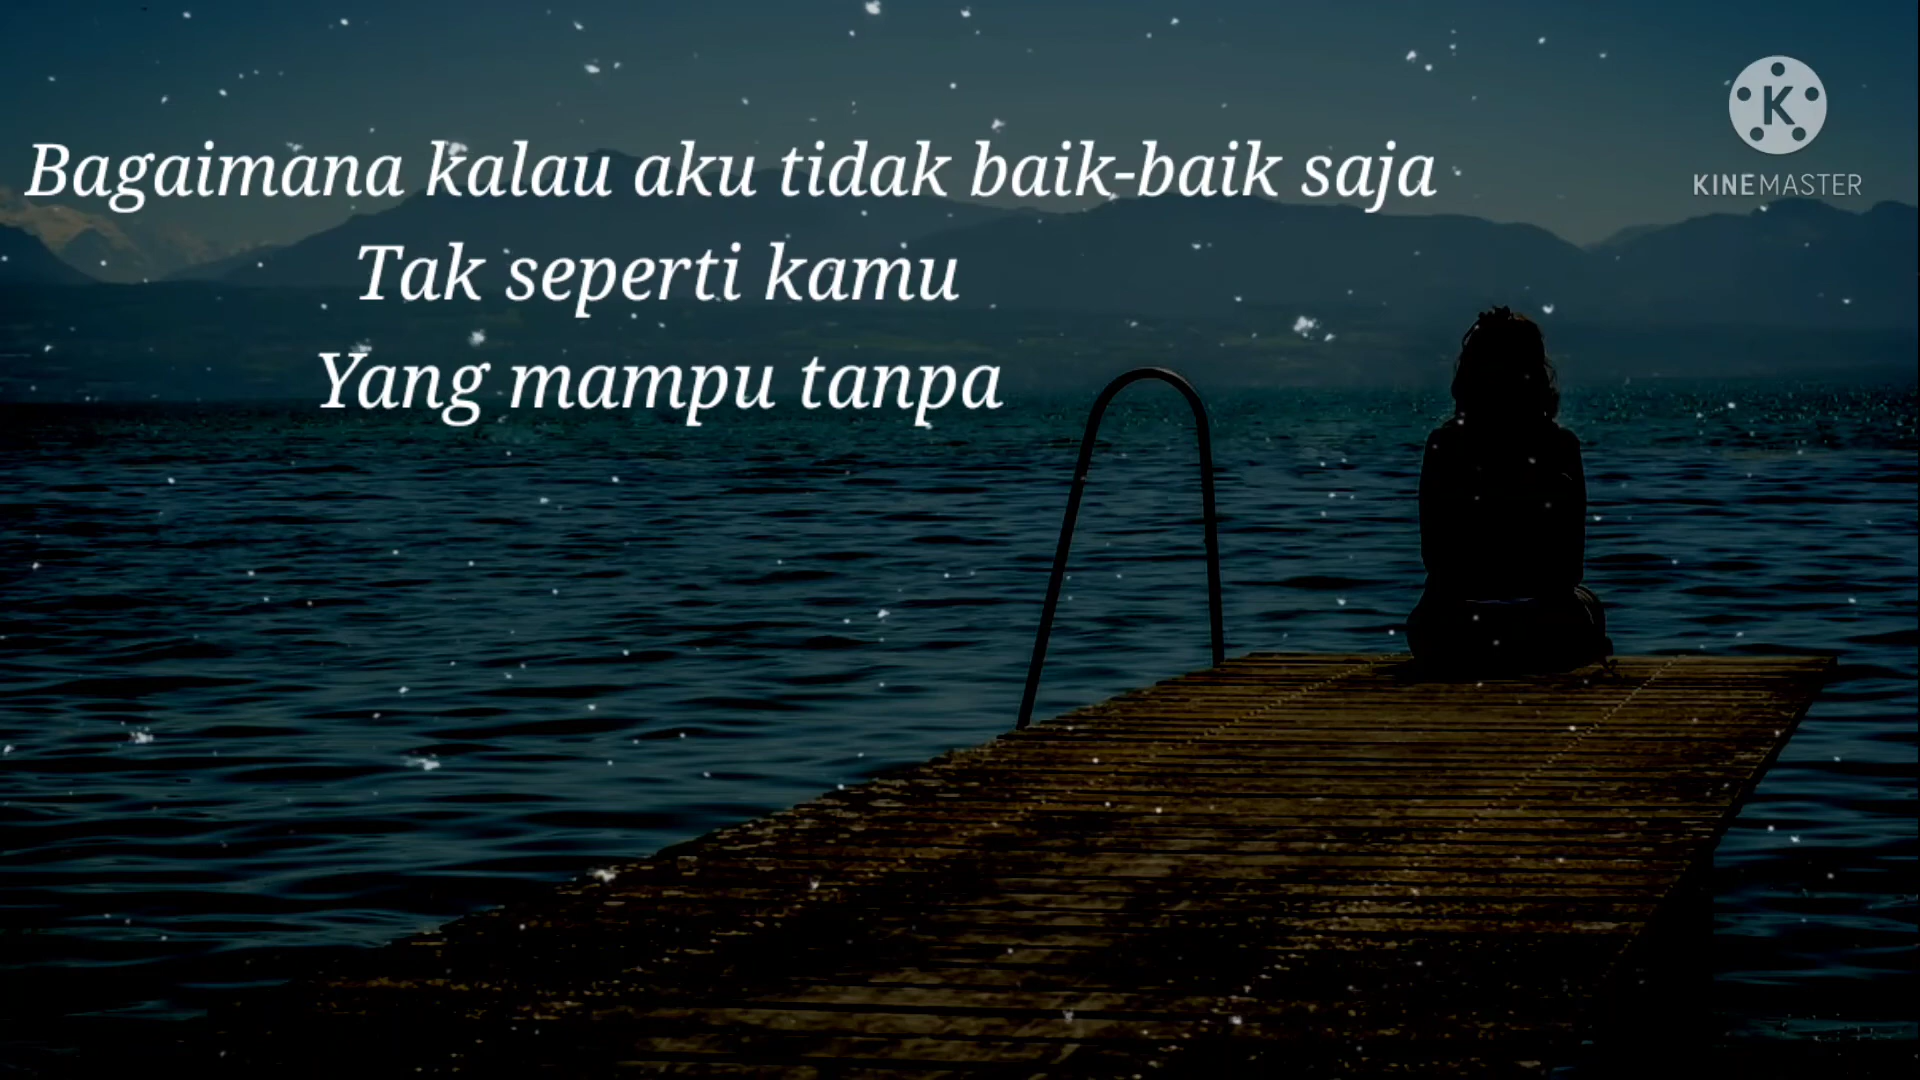 Bagaimana kalau aku tidak baik-baik saja
Tak seperti kamu
Yang mampu tanpa
K
KINEMASTER